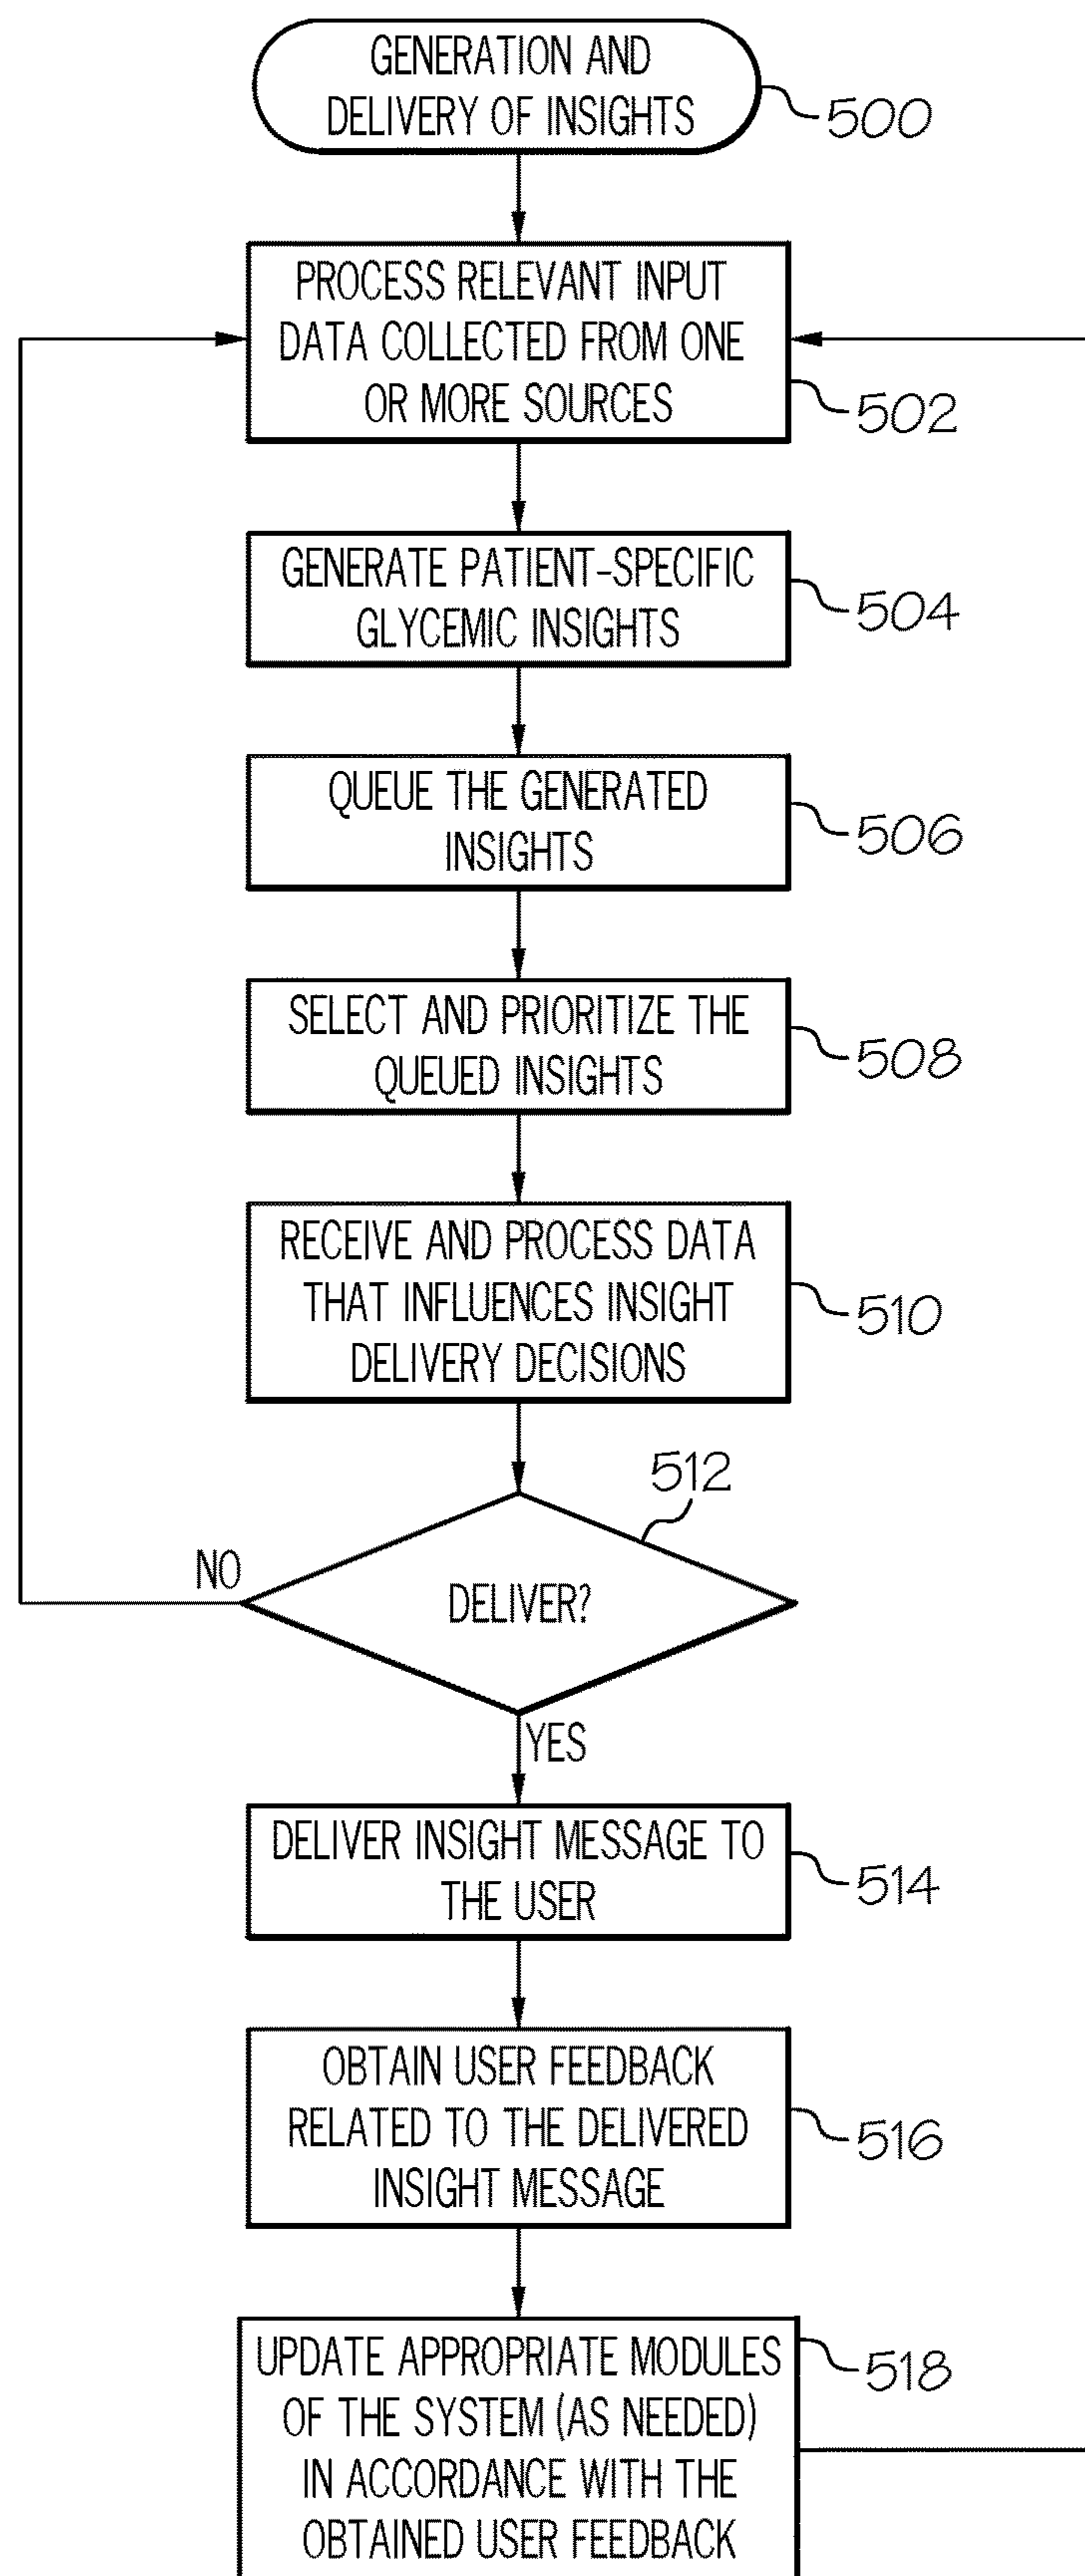 GENERATION AND
DELIVERY OF INSIGHTS
500
PROCESS RELEVANT INPUT
DATA COLLECTED FROM ONE
OR MORE SOURCES
502
GENERATE PATIENT-SPECIFIC
GLYCEMIC INSIGHTS
504
QUEUE THE GENERATED
INSIGHTS
506
SELECT AND PRIORITIZE THE
QUEUED INSIGHTS
508
RECEIVE AND PROCESS DATA
THAT INFLUENCES INSIGHT
DELIVERY DECISIONS
510
512
NO
DELIVER?
YES
DELIVER INSIGHT MESSAGE TO
THE USER
514
OBTAIN USER FEEDBACK
RELATED TO THE DELIVERED
INSIGHT MESSAGE
516
UPDATE APPROPRIATE MODULES
OF THE SYSTEM (AS NEEDED)
IN ACCORDANCE WITH THE
OBTAINED USER FEEDBACK
518